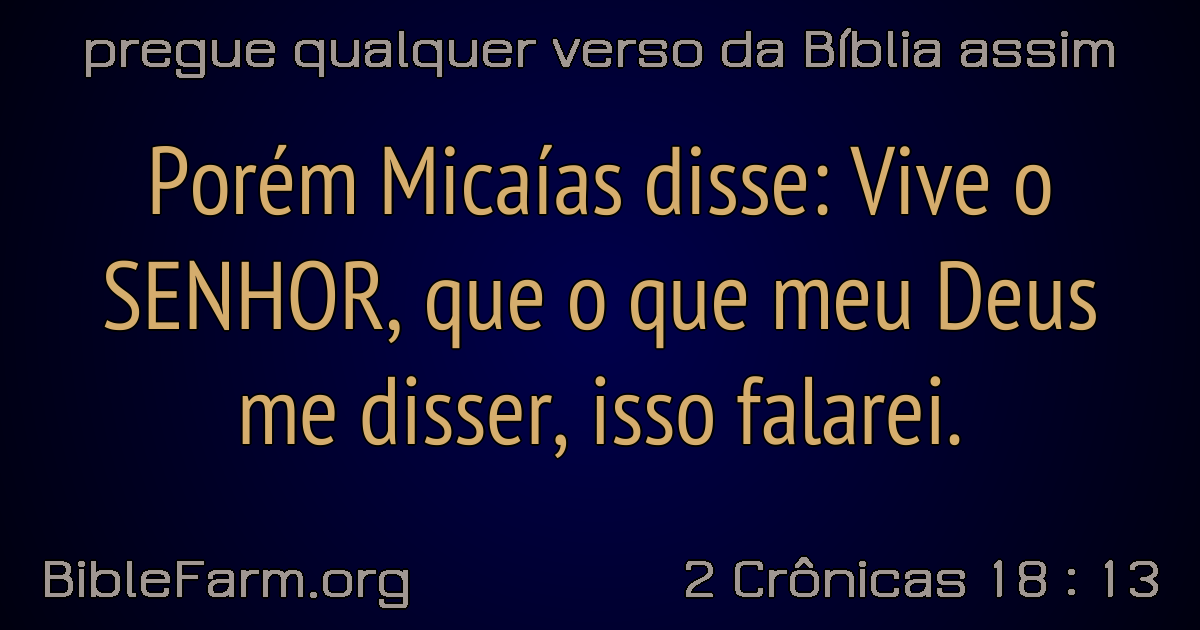 pregue qualquer verso da Bíblia assim
Porém Micaías disse: Vive o
SENHOR, que o que meu Deus
me disser, isso falarei.
BibleFarm.org
2 Crônicas 18 : 13